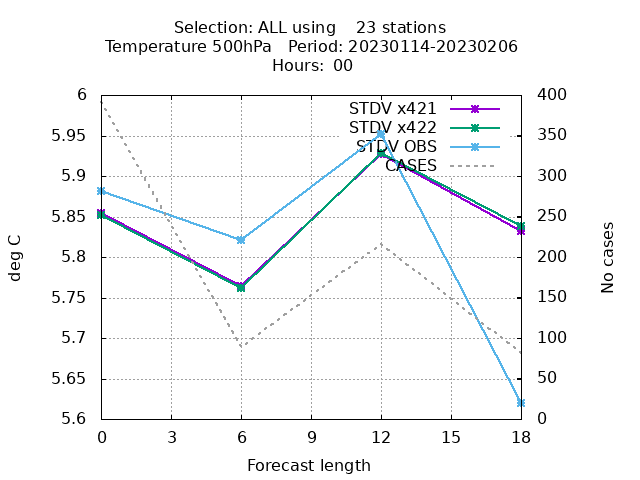 Selection: ALL using    23 stations
Temperature 500hPa   Period: 20230114-20230206
Hours:  00
6
5.95
5.9
5.85
5.8
5.75
5.7
5.65
5.6
deg C
400
350
300
250
200
150
100
50
0
No cases
STDV x421
STDV x422
STDV OBS
CASES
0 3 6 9 12 15 18
Forecast length